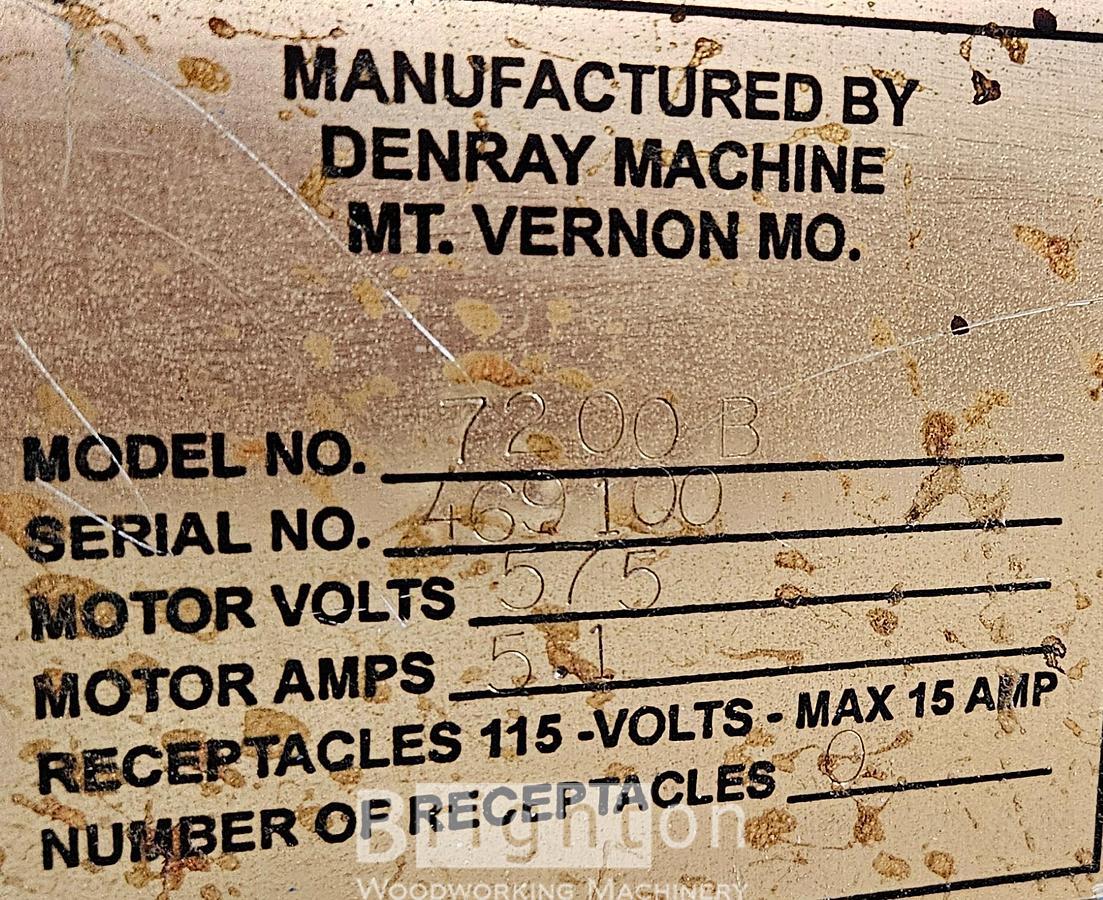 MANUFACTURED BY
DENRAY MACHINE
MT. VERNON MO.
MODEL NO. 7200 B
SERIAL NO. 469100
MOTOR VOLTS 575
MOTOR AMPS 5.1
RECEPTACLES 115 -VOLTS - MAX 15 AMP
NUMBER OF RECEPTACLES 0
Brighton
WOODWORKING MACHINERY